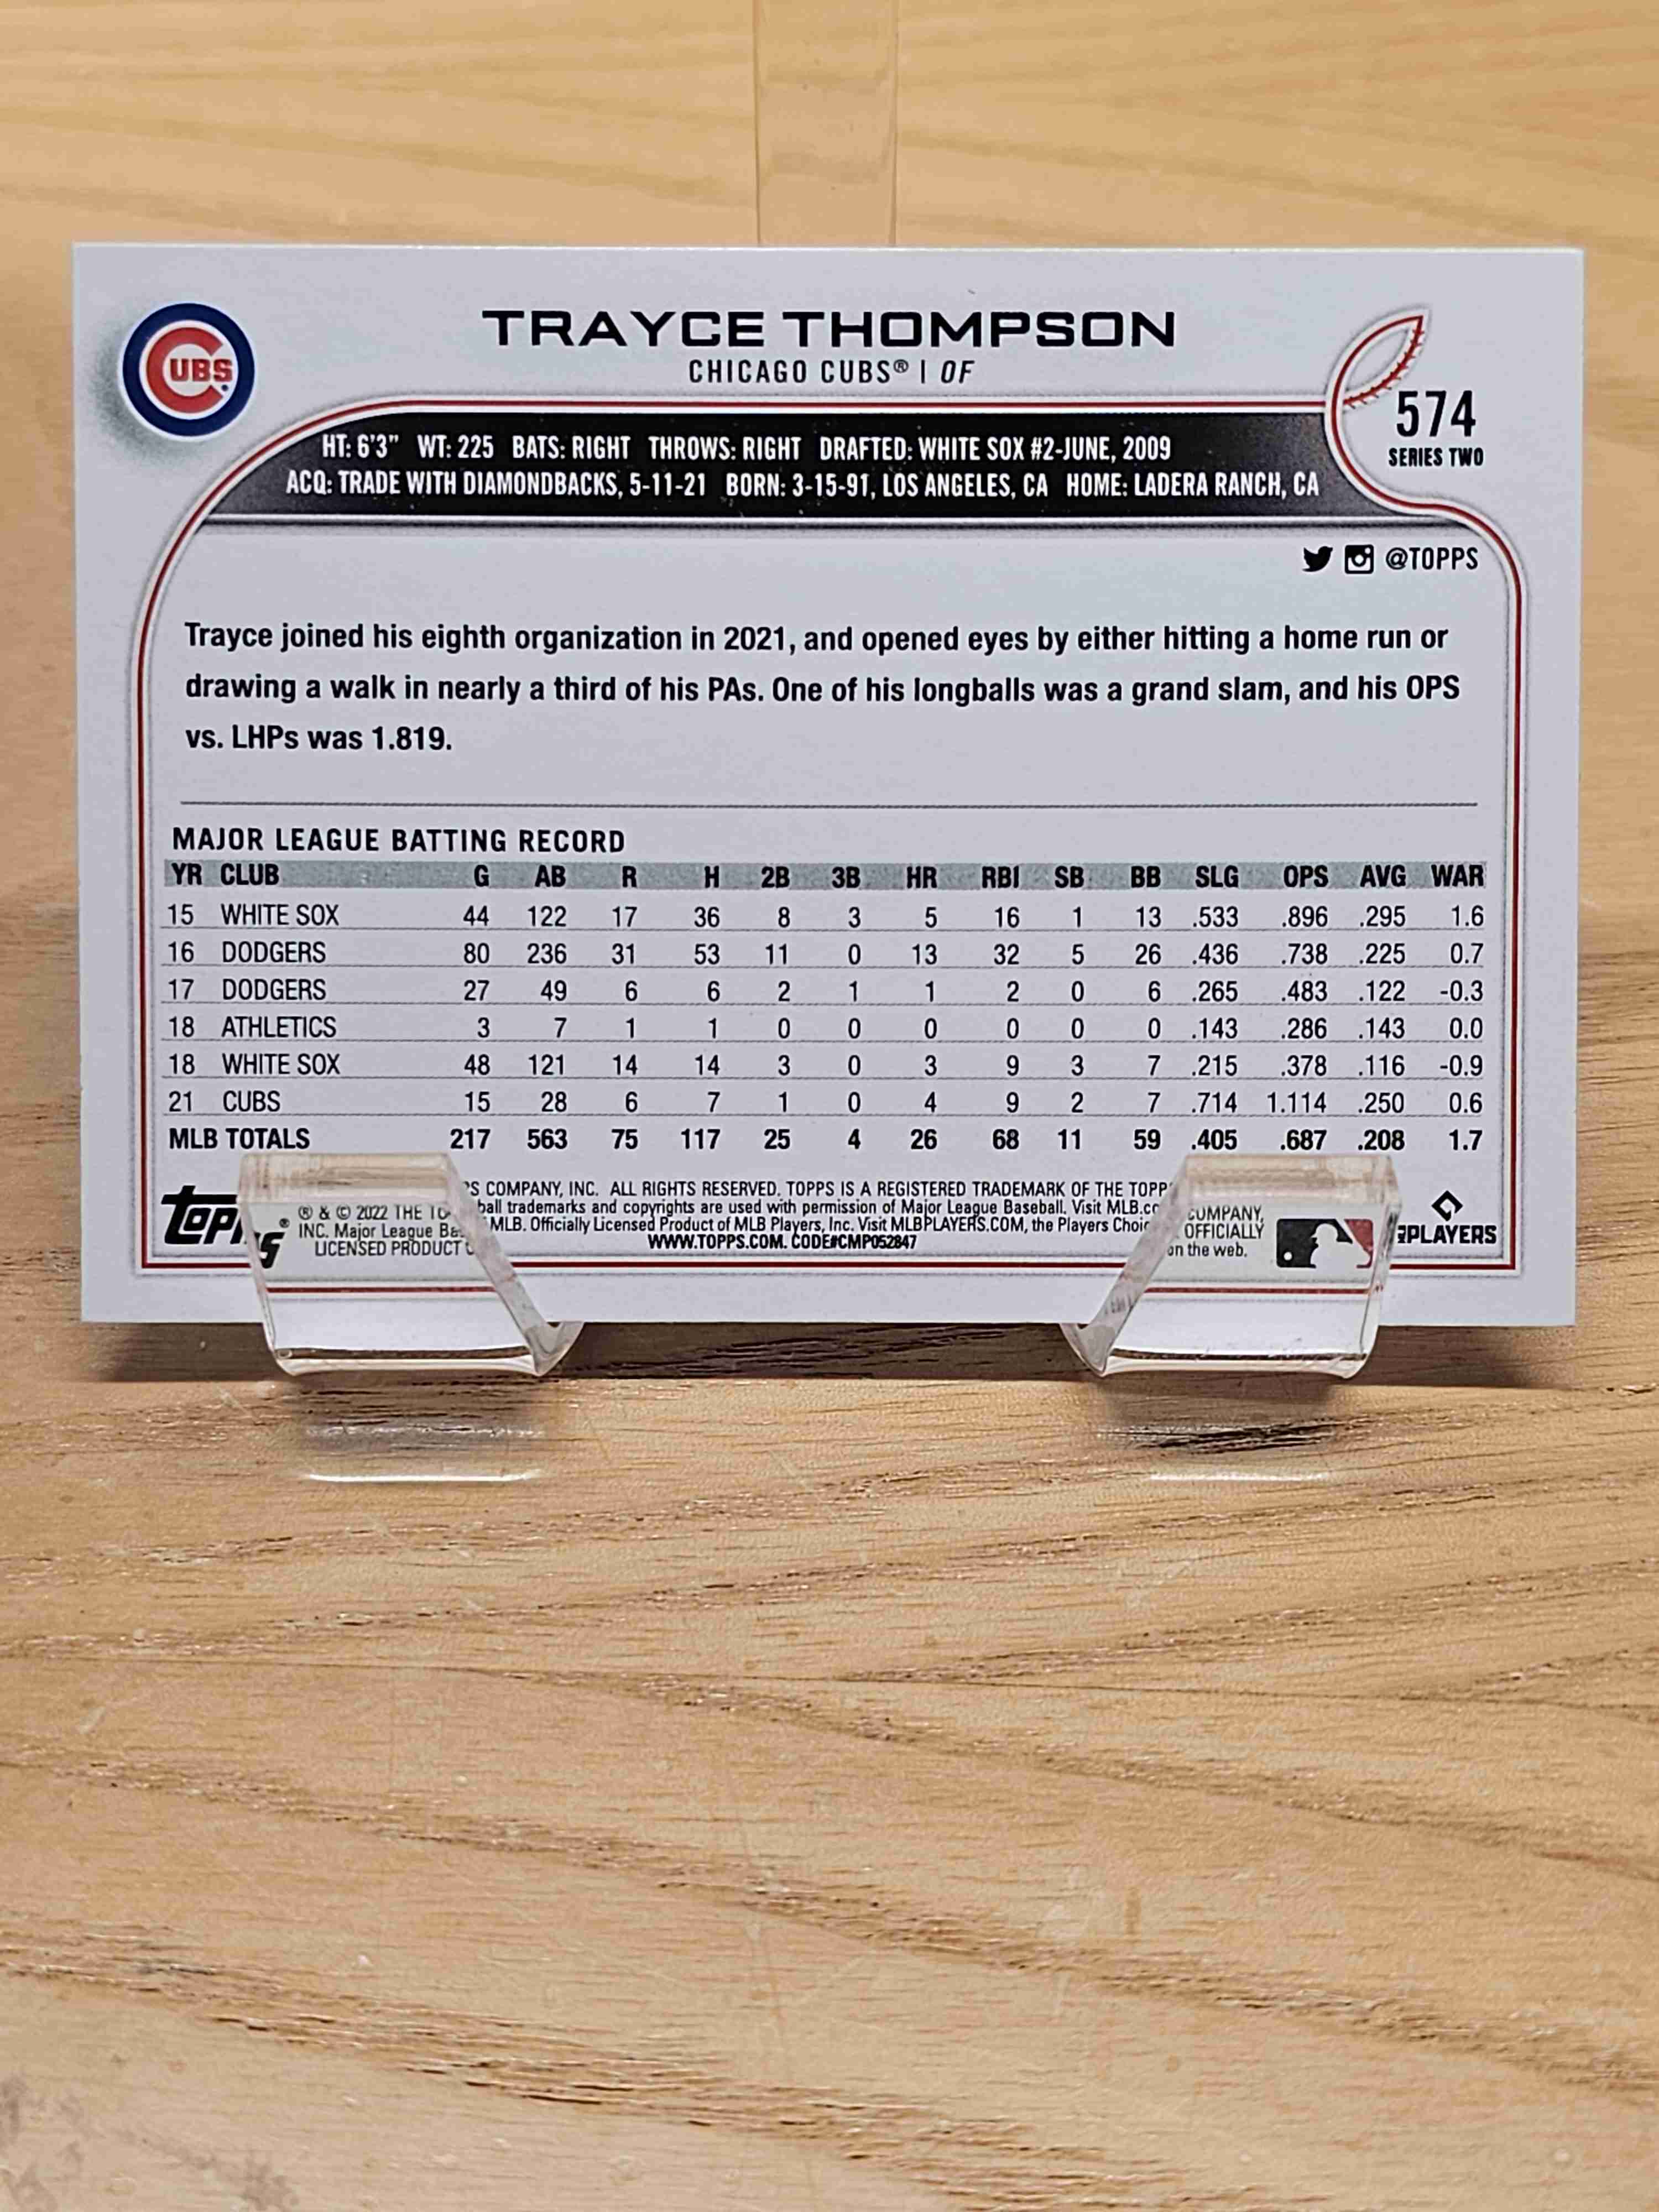 CUBS
TRAYCE THOMPSON
CHICAGO CUBS® | OF
574
SERIES TWO
HT: 6'3" WT: 225 BATS: RIGHT THROWS: RIGHT DRAFTED: WHITE SOX #2-JUNE, 2009
ACQ: TRADE WITH DIAMONDBACKS, 5-11-21 BORN: 3-15-91, LOS ANGELES, CA HOME: LADERA RANCH, CA
@TOPPS
Trayce joined his eighth organization in 2021, and opened eyes by either hitting a home run or
drawing a walk in nearly a third of his PAs. One of his longballs was a grand slam, and his OPS
vs. LHPs was 1.819.
MAJOR LEAGUE BATTING RECORD
YR CLUB G AB R H 2B 3B HR RBI SB BB SLG OPS AVG WAR
15 WHITE SOX 44 122 17 36 8 3 5 16 1 13 .533 .896 .295 1.6
16 DODGERS 80 236 31 53 11 0 13 32 5 26 .436 .738 .225 0.7
17 DODGERS 27 49 6 6 2 1 1 2 0 6 .265 .483 .122 -0.3
18 ATHLETICS 3 7 1 1 0 0 0 0 0 0 .143 .286 .143 0.0
18 WHITE SOX 48 121 14 14 3 0 3 9 3 7 .215 .378 .116 -0.9
21 CUBS 15 28 6 7 1 0 4 9 2 7 .714 1.114 .250 0.6
MLB TOTALS 217 563 75 117 25 4 26 68 11 59 .405 .687 .208 1.7
topps®
® & © 2022 THE COMPANY, INC. ALL RIGHTS RESERVED. TOPPS IS A REGISTERED TRADEMARK OF THE COMPANY,
INC. Major League trademarks and copyrights are used with permission of Major League Baseball. Visit OFFICIALLY
LICENSED PRODUCT MLB. Officially Licensed Product of MLB Players, Inc. Visit MLBPLAYERS.COM, the Players on the web.
WWW.TOPPS.COM. CODE#CMP052847
PLAYERS